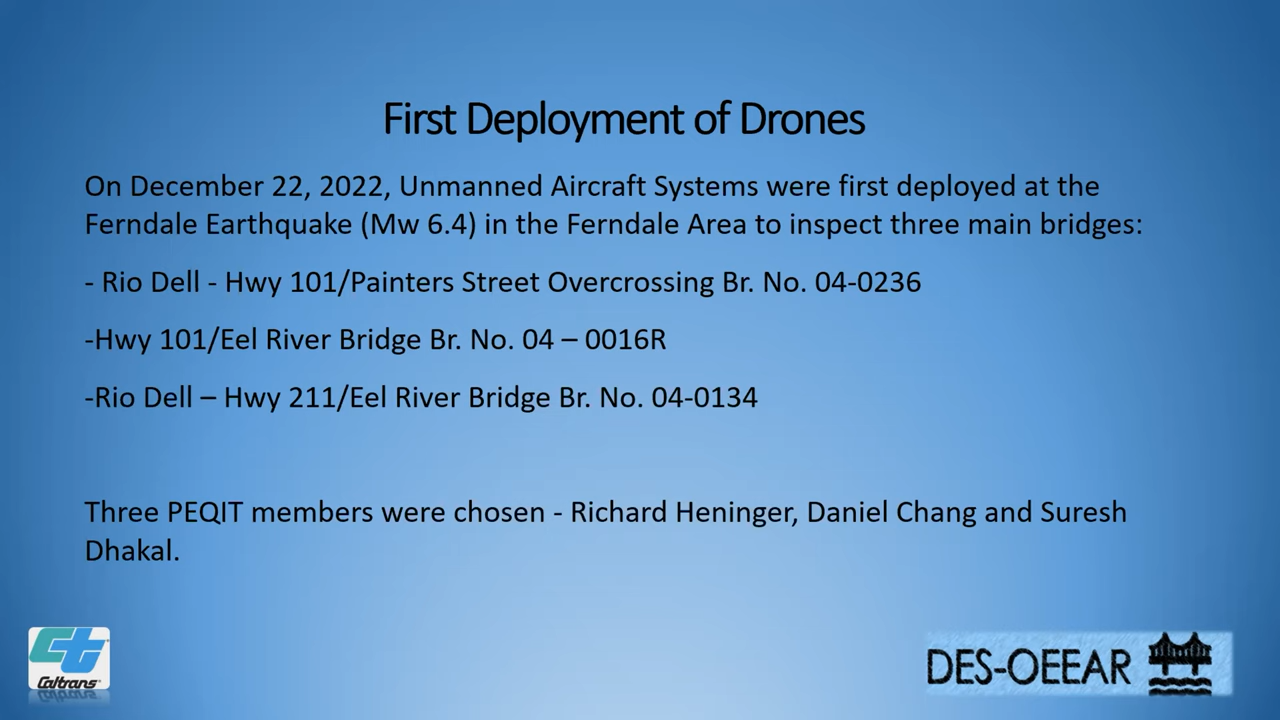 First Deployment of Drones
On December 22, 2022, Unmanned Aircraft Systems were first deployed at the
Ferndale Earthquake (Mw 6.4) in the Ferndale Area to inspect three main bridges:
- Rio Dell - Hwy 101/Painters Street Overcrossing Br. No. 04-0236
-Hwy 101/Eel River Bridge Br. No. 04 – 0016R
-Rio Dell – Hwy 211/Eel River Bridge Br. No. 04-0134
Three PEQIT members were chosen - Richard Heninger, Daniel Chang and Suresh
Dhakal.
ct
Caltrans®
DES-OEEAR